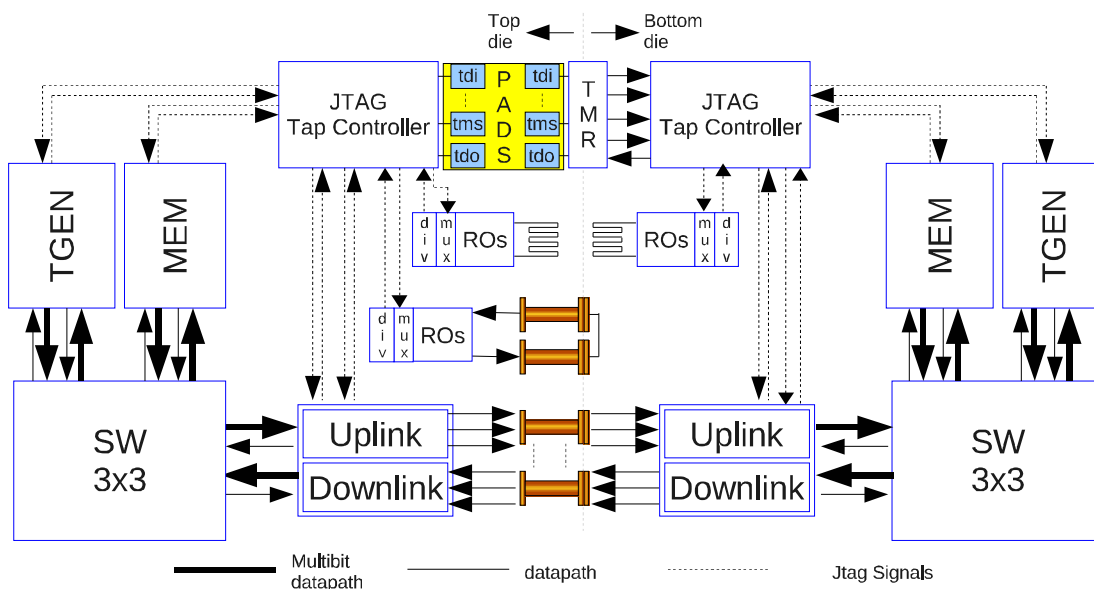 Top
die
Bottom
die
JTAG
Tap Controller
tdi
tms
tdo
P
A
D
S
tdi
tms
tdo
T
M
R
JTAG
Tap Controller
TGEN
MEM
d
i
v
m
u
x
ROs
ROs
m
u
x
d
i
v
MEM
TGEN
d
i
v
m
u
x
ROs
SW
3x3
Uplink
Downlink
Uplink
Downlink
SW
3x3
Multibit
datapath
datapath
Jtag Signals